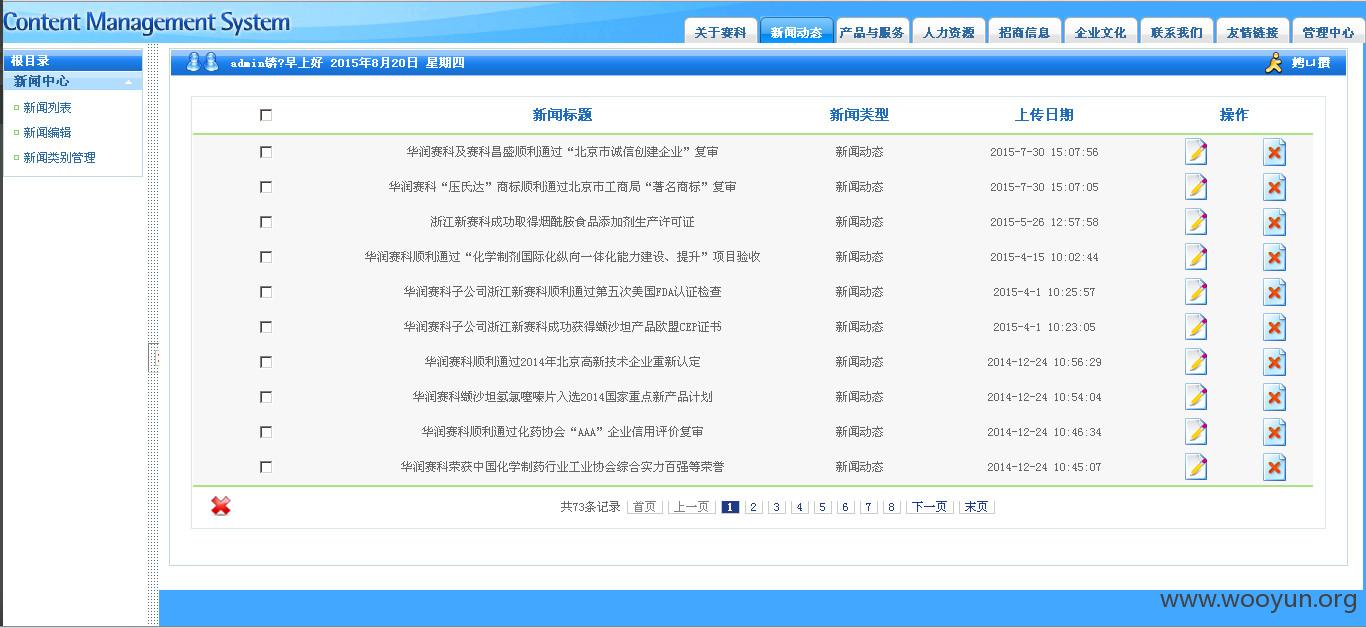 Content Management System
关于赛科 新闻动态 产品与服务 人力资源 招商信息 企业文化 联系我们 友情链接 管理中心
根目录
admin锛?早上好 2015年8月20日 星期四
新闻中心
新闻列表
新闻编辑
新闻类别管理
新闻标题 新闻类型 上传日期 操作
华润赛科及赛科昌盛顺利通过“北京市诚信创建企业”复审 新闻动态 2015-7-30 15:07:56
华润赛科“压氏达”商标顺利通过北京市工商局“著名商标”复审 新闻动态 2015-7-30 15:07:05
浙江新赛科成功取得烟酰胺食品添加剂生产许可证 新闻动态 2015-5-26 12:57:58
华润赛科顺利通过“化学制剂国际化纵向一体化能力建设、提升”项目验收 新闻动态 2015-4-15 10:02:44
华润赛科子公司浙江新赛科顺利通过第五次美国FDA认证检查 新闻动态 2015-4-1 10:25:57
华润赛科子公司浙江新赛科成功获得缬沙坦产品欧盟CEP证书 新闻动态 2015-4-1 10:23:05
华润赛科顺利通过2014年北京高新技术企业重新认定 新闻动态 2014-12-24 10:56:29
华润赛科缬沙坦氢氯噻嗪片入选2014国家重点新产品计划 新闻动态 2014-12-24 10:54:04
华润赛科顺利通过化药协会“AAA”企业信用评价复审 新闻动态 2014-12-24 10:46:34
华润赛科荣获中国化学制药行业工业协会综合实力百强等荣誉 新闻动态 2014-12-24 10:45:07
共73条记录 首页 上一页 1 2 3 4 5 6 7 8 下一页 末页
www.wooyun.org